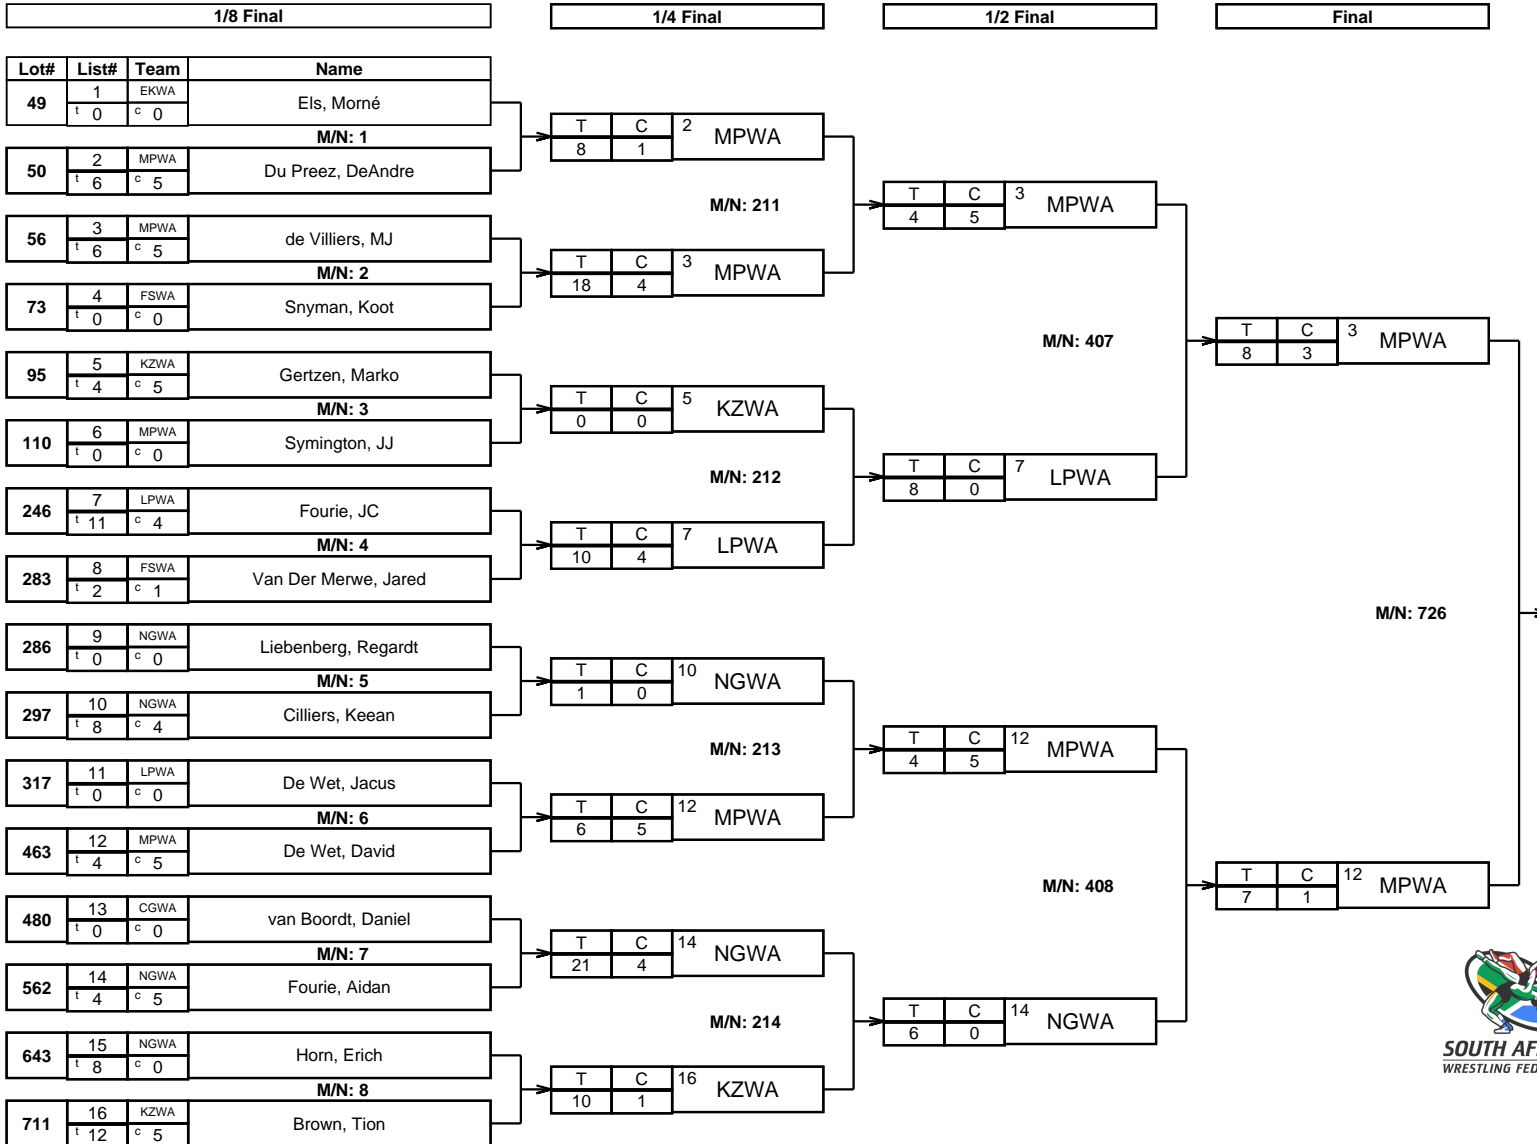 1/8 Final 1/4 Final 1/2 Final Final
Lot# List# Team Name
49 1 EKWA Els, Morné
t 0 c 0
M/N: 1
T C 2 MPWA
8 1
50 2 MPWA Du Preez, DeAndre
t 6 c 5
M/N: 211
T C 3 MPWA
4 5
56 3 MPWA de Villiers, MJ
t 6 c 5
M/N: 2
T C 3 MPWA
18 4
73 4 FSWA Snyman, Koot
t 0 c 0
M/N: 407
T C 3 MPWA
8 3
95 5 KZWA Gertzen, Marko
t 4 c 5
M/N: 3
T C 5 KZWA
0 0
110 6 MPWA Symington, JJ
t 0 c 0
M/N: 212
T C 7 LPWA
8 0
246 7 LPWA Fourie, JC
t 11 c 4
M/N: 4
T C 7 LPWA
10 4
283 8 FSWA Van Der Merwe, Jared
t 2 c 1
M/N: 726
286 9 NGWA Liebenberg, Regardt
t 0 c 0
M/N: 5
T C 10 NGWA
1 0
297 10 NGWA Cilliers, Keean
t 8 c 4
M/N: 213
T C 12 MPWA
4 5
317 11 LPWA De Wet, Jacus
t 0 c 0
M/N: 6
T C 12 MPWA
6 5
463 12 MPWA De Wet, David
t 4 c 5
M/N: 408
T C 12 MPWA
7 1
480 13 CGWA van Boordt, Daniel
t 0 c 0
M/N: 7
T C 14 NGWA
21 4
562 14 NGWA Fourie, Aidan
t 4 c 5
M/N: 214
T C 14 NGWA
6 0
643 15 NGWA Horn, Erich
t 8 c 0
M/N: 8
T C 16 KZWA
10 1
711 16 KZWA Brown, Tion
t 12 c 5
SOUTH AF
WRESTLING FED